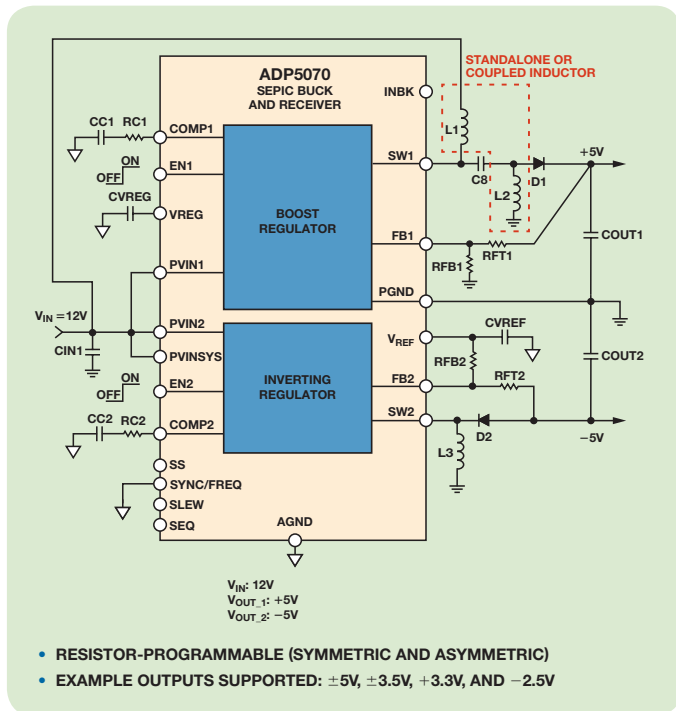 ADP5070
SEPIC BUCK
AND RECEIVER
STANDALONE OR
COUPLED INDUCTOR
INBK
L1
CC1 RC1
COMP1
SW1
C8
D1
+5V
L2
ON
OFF
EN1
CVREG
VREG
BOOST
REGULATOR
FB1
RFT1
RFB1
COUT1
PVIN1
PGND
VIN =12V
PVIN2
VREF
CVREF
CIN1
PVINSYS
RFB2
COUT2
ON
OFF
EN2
INVERTING
REGULATOR
FB2
RFT2
CC2 RC2
COMP2
SW2
D2
−5V
L3
SS
SYNC/FREQ
SLEW
SEQ
AGND
VIN: 12V
VOUT_1: +5V
VOUT_2: −5V
• RESISTOR-PROGRAMMABLE (SYMMETRIC AND ASYMMETRIC)
• EXAMPLE OUTPUTS SUPPORTED: ±5V, ±3.5V, +3.3V, AND −2.5V